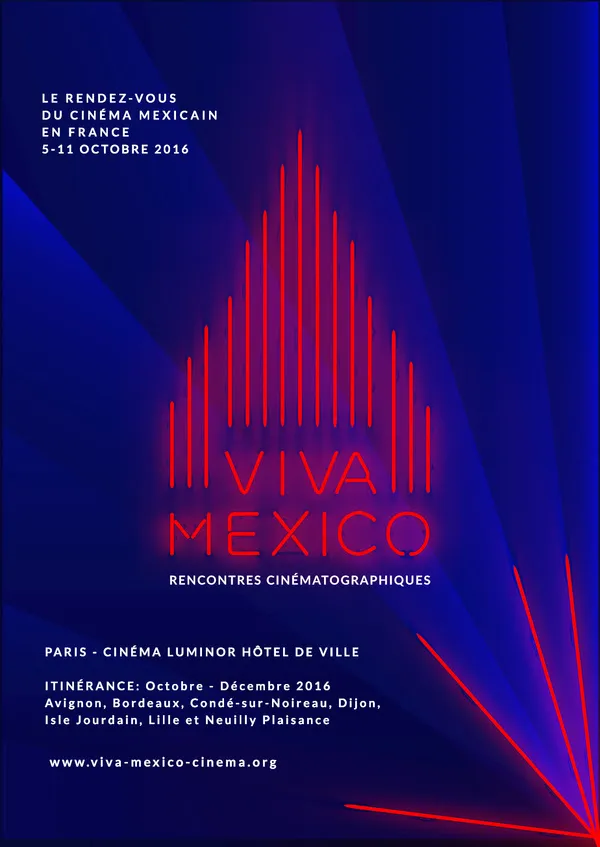 LE RENDEZ-VOUS
DU CINÉMA MEXICAIN
EN FRANCE
5-11 OCTOBRE 2016
VIVA
MEXICO
RENCONTRES CINÉMATOGRAPHIQUES
PARIS - CINÉMA LUMINOR HÔTEL DE VILLE
ITINÉRANCE: Octobre - Décembre 2016
Avignon, Bordeaux, Condé-sur-Noireau, Dijon,
Isle Jourdain, Lille et Neuilly Plaisance
www.viva-mexico-cinema.org